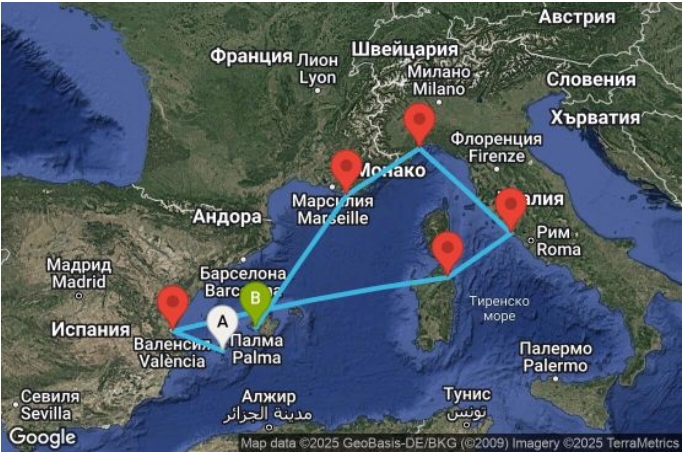 Австрия
Франция
Лион
Lyon
Швейцария
Милано
Milano
Словения
Хърватия
Флоренция
Firenze
Монако
Марсилия
Marseille
Италия
Андора
Рим
Roma
Мадрид
Madrid
Барселона
B
A
Тиренско
море
Испания
Валенсия
València
Палма
Palma
Палермо
Palermo
Севиля
Sevilla
Алжир
مدينة الجزائر
Тунис
تونس
Google
Map data ©2025 GeoBasis-DE/BKG (©2009) Imagery ©2025 TerraMetrics